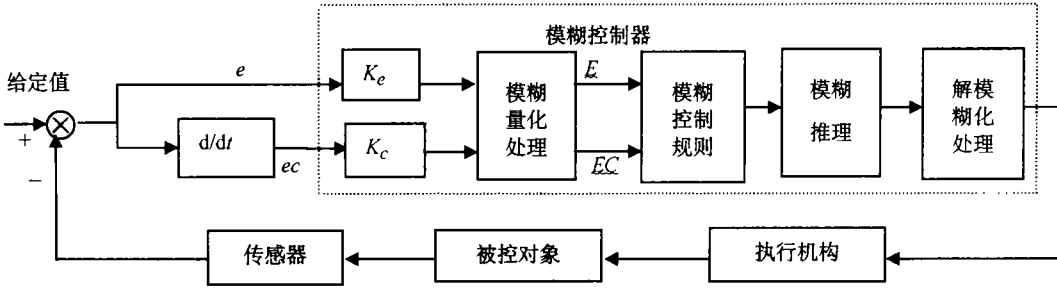 模糊控制器
给定值
e
K_e
模糊
量化
处理
E
模糊
控制
规则
模糊
推理
解模
糊化
处理
+
−
d/dt
ec
K_c
EC
传感器
被控对象
执行机构